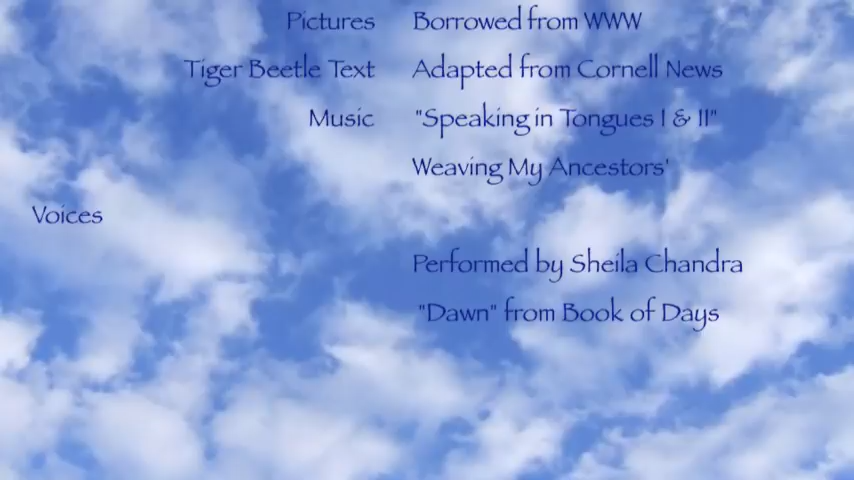 Pictures Borrowed from WWW
Tiger Beetle Text Adapted from Cornell News
Music "Speaking in Tongues I & II"
Weaving My Ancestors'
Voices
Performed by Sheila Chandra
"Dawn" from Book of Days